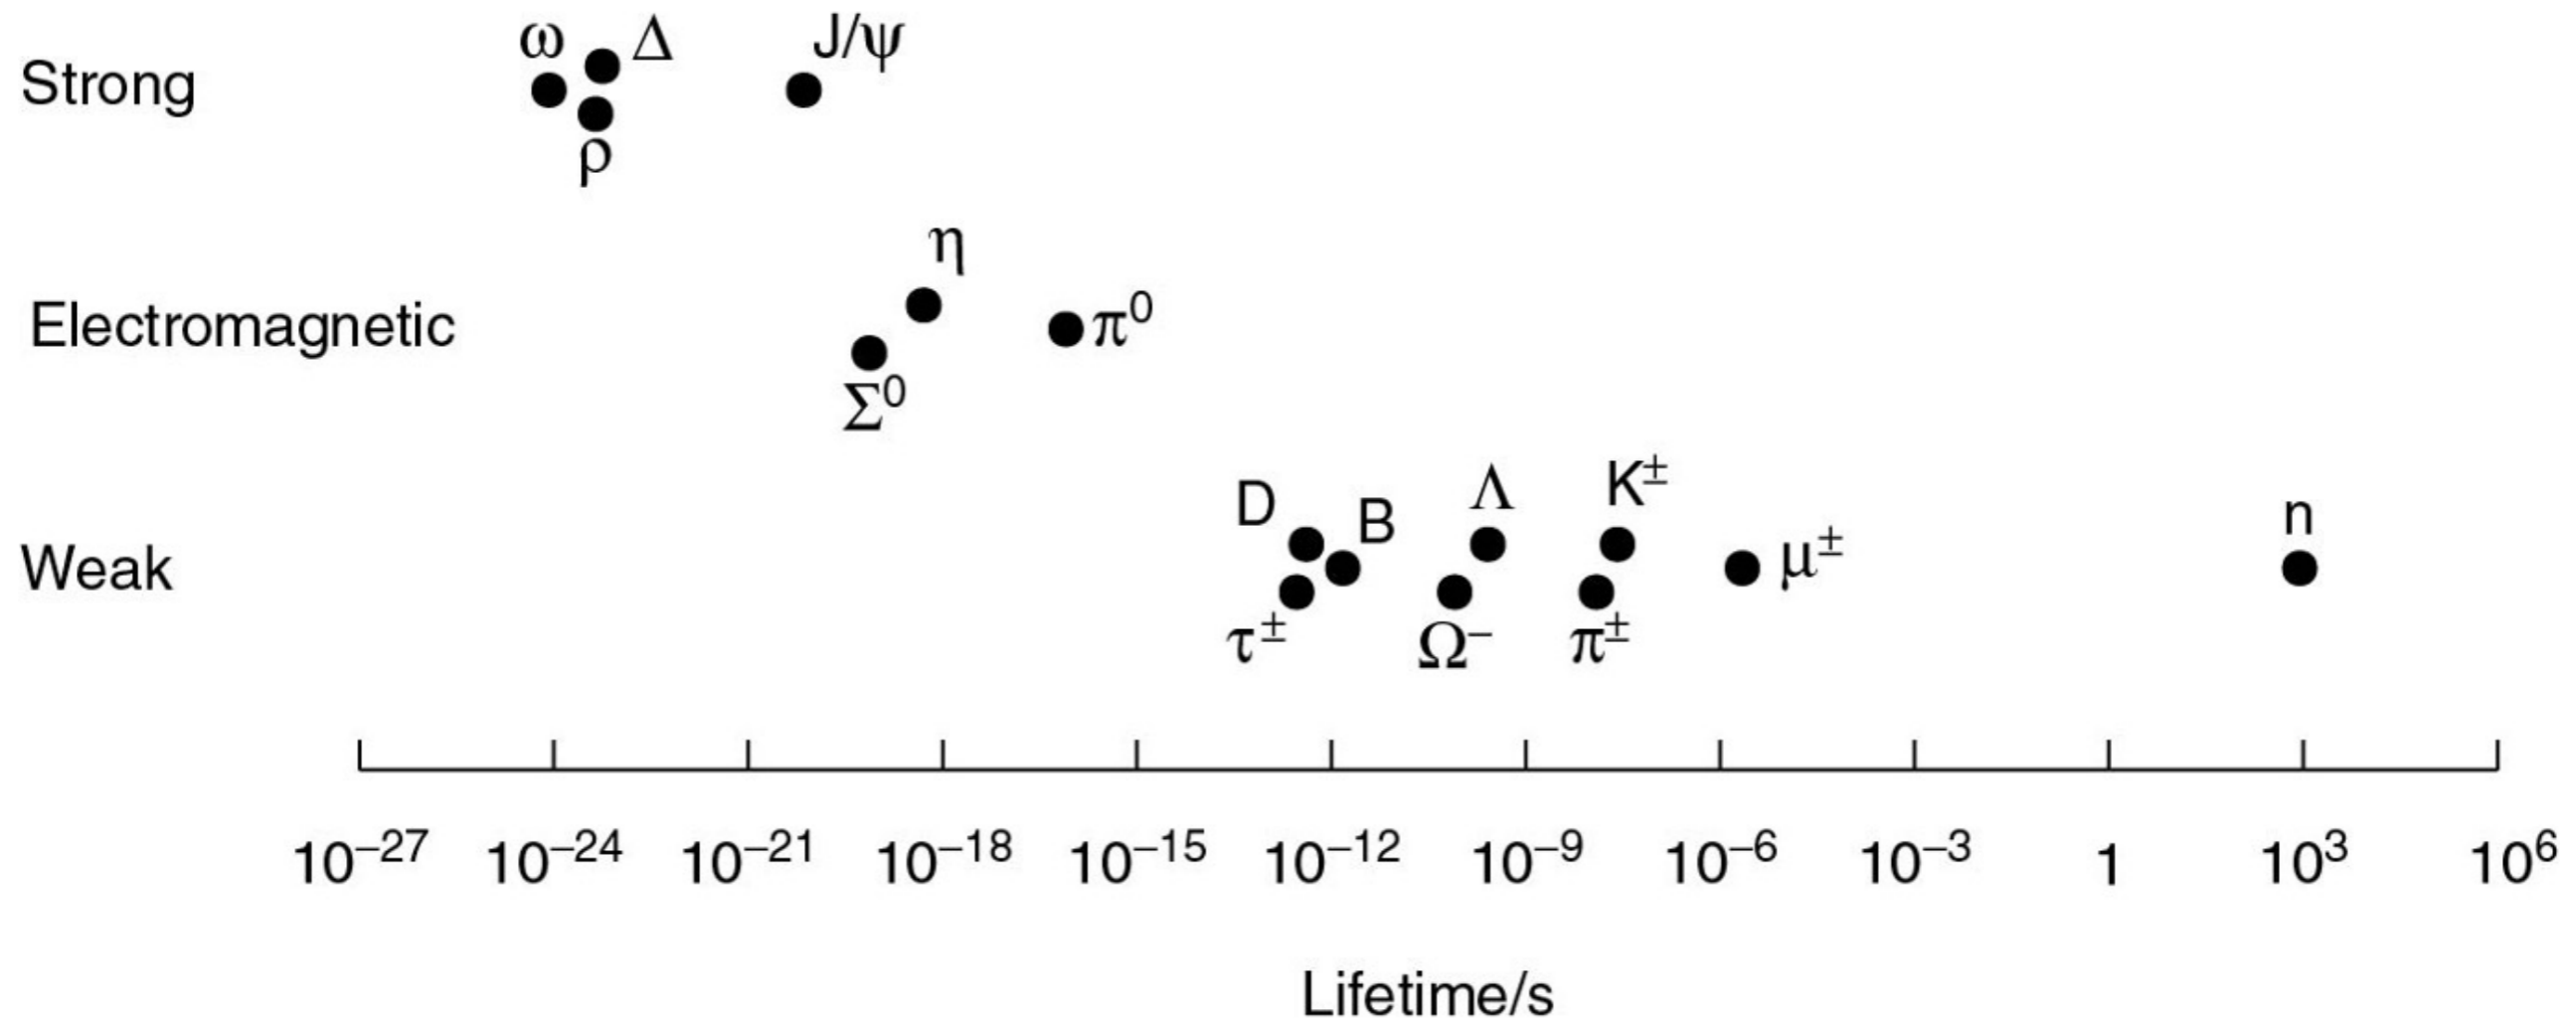 ω Δ J/ψ
Strong
ρ
η
Electromagnetic π⁰
Σ⁰
D B Λ K± n
Weak μ±
τ± Ω⁻ π±
10⁻²⁷ 10⁻²⁴ 10⁻²¹ 10⁻¹⁸ 10⁻¹⁵ 10⁻¹² 10⁻⁹ 10⁻⁶ 10⁻³ 1 10³ 10⁶
Lifetime/s